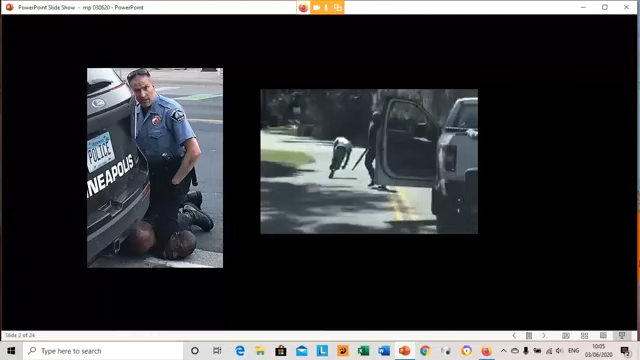 PowerPoint Slide Show - mp 030620 - PowerPoint
POLICE
NNEAPOLIS
Slide 2 of 24
Type here to search
ENG
10:05
03/06/2020